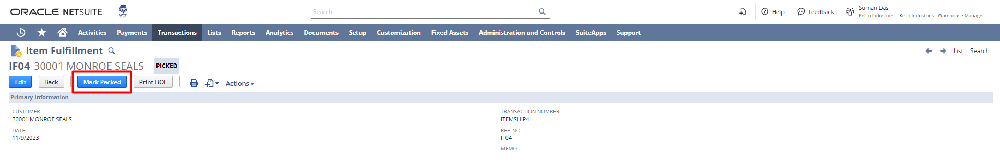 ORACLE NETSUITE
WCT
Search
Help
Feedback
Suman Das
Kelco Industries - KelcoIndustries - Warehouse Manager
Activities Payments Transactions Lists Reports Analytics Documents Setup Customization Fixed Assets Administration and Controls SuiteApps Support
Item Fulfillment
List Search
IF04 30001 MONROE SEALS PICKED
Edit Back Mark Packed Print BOL Actions
Primary Information
CUSTOMER
30001 MONROE SEALS
DATE
11/9/2023
TRANSACTION NUMBER
ITEMSHIP4
REF. NO.
IF04
MEMO